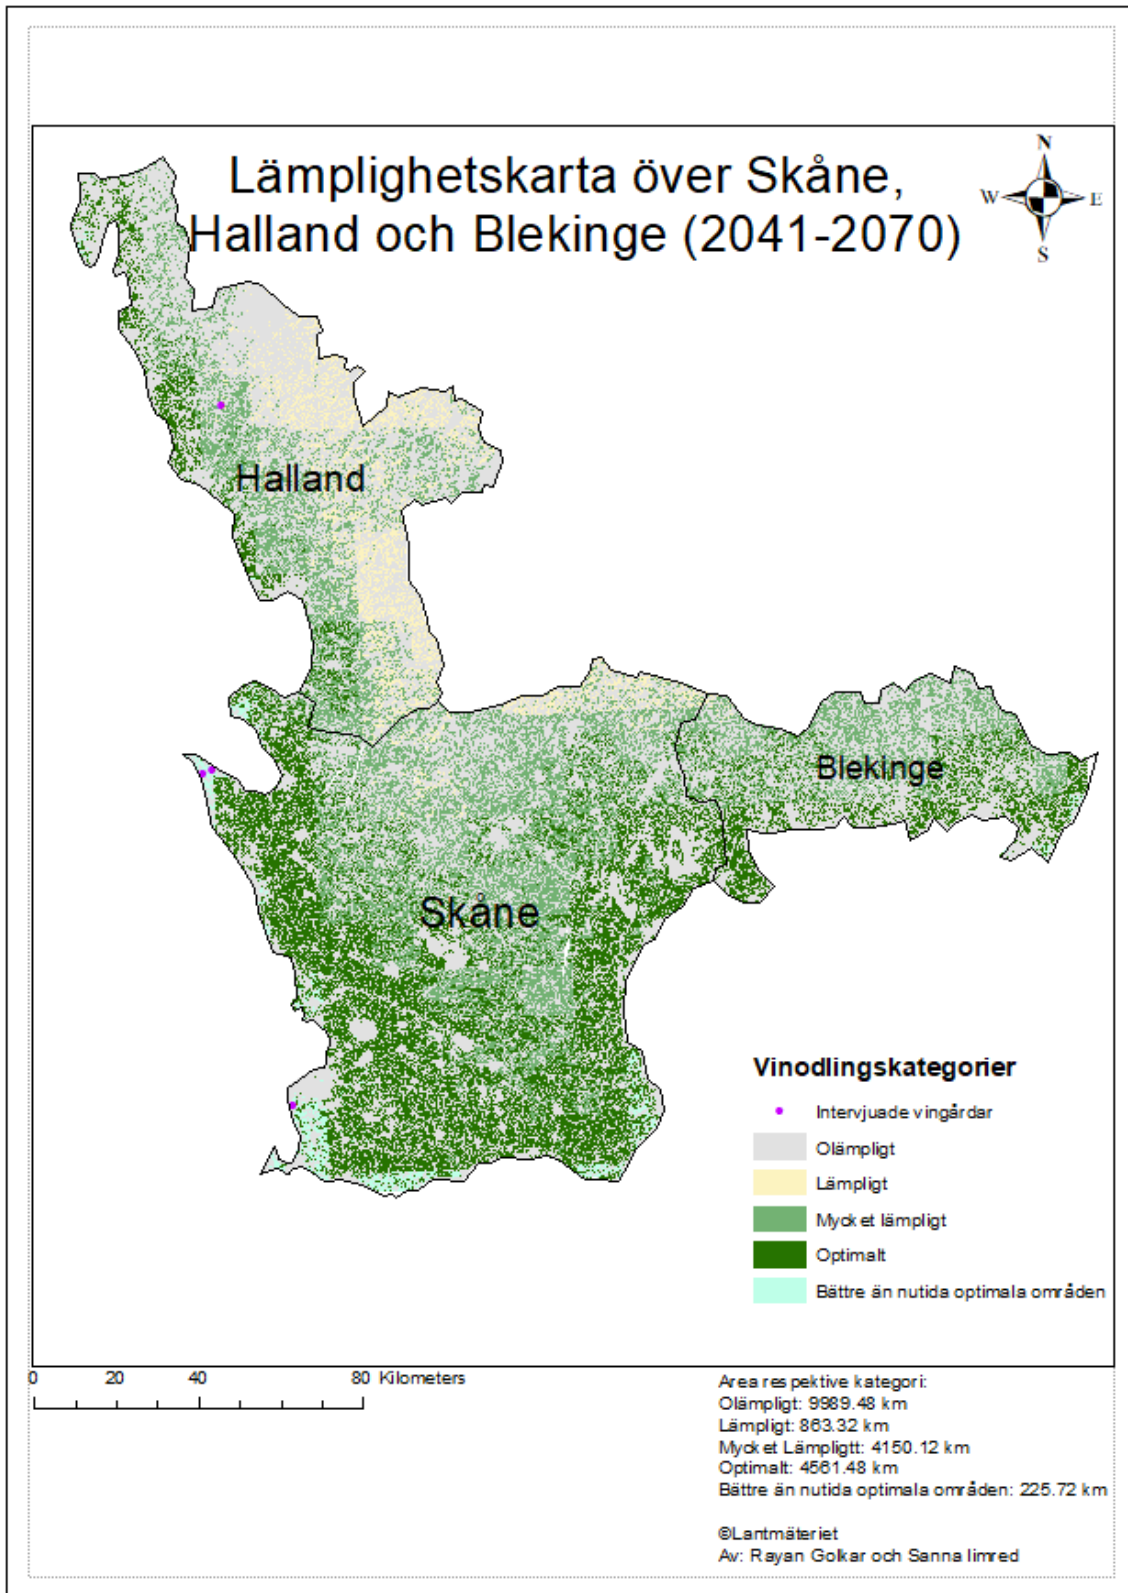 Lämplighetskarta över Skåne,
Halland och Blekinge (2041-2070)
N
W E
S
Halland
Blekinge
Skåne
Vinodlingskategorier
Intervjuade vingårdar
Olämpligt
Lämpligt
Mycket lämpligt
Optimalt
Bättre än nutida optimala områden
0 20 40 80 Kilometers
Area respektive kategori:
Olämpligt: 9989.48 km
Lämpligt: 863.32 km
Mycket Lämpligtt: 4150.12 km
Optimalt: 4561.48 km
Bättre än nutida optimala områden: 225.72 km
©Lantmäteriet
Av: Rayan Golkar och Sanna limred